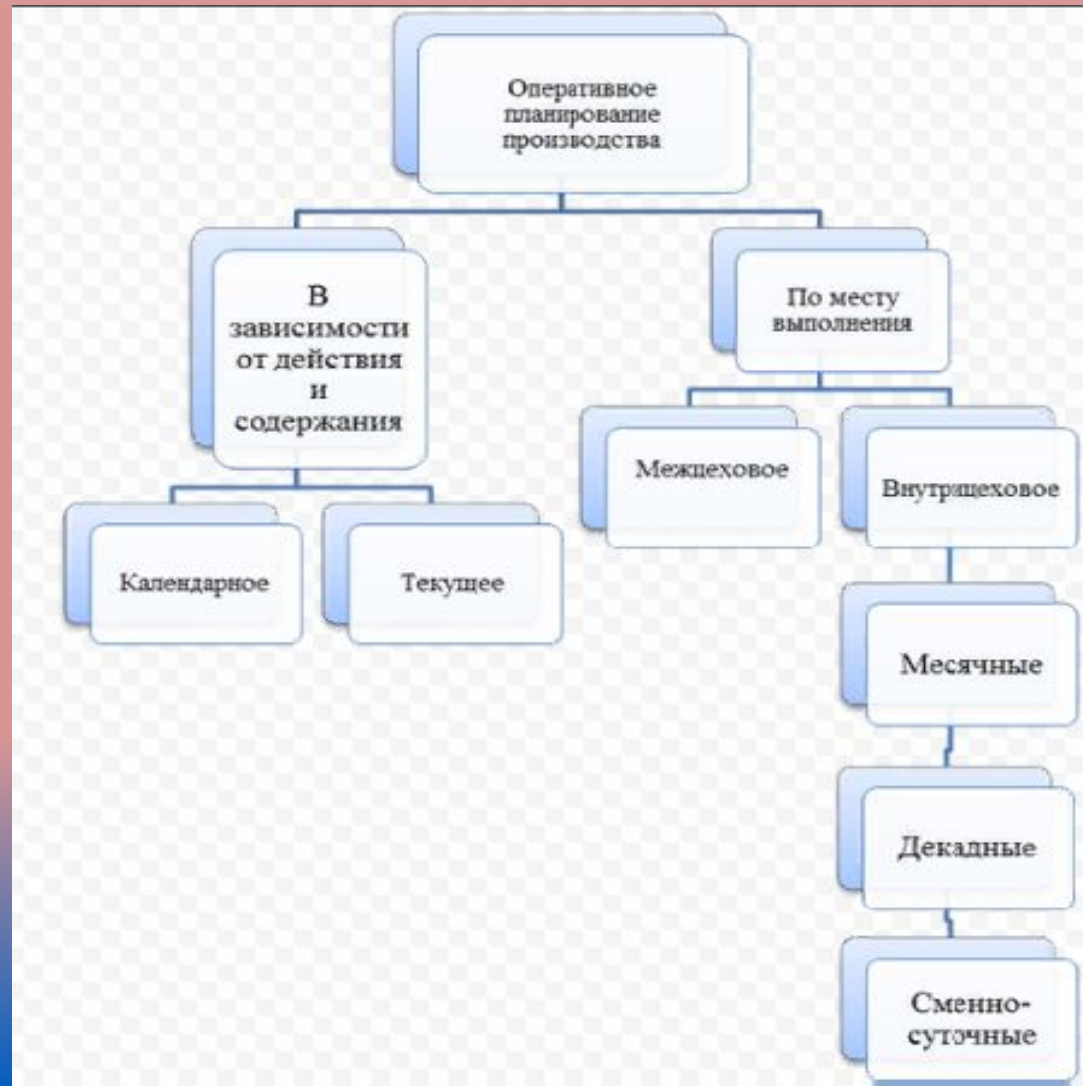 Оперативное
планирование
производства
В
зависимости
от действия
и
содержания
По месту
выполнения
Календарное
Текущее
Межцеховое
Внутрицеховое
Месячные
Декадные
Сменно-
суточные